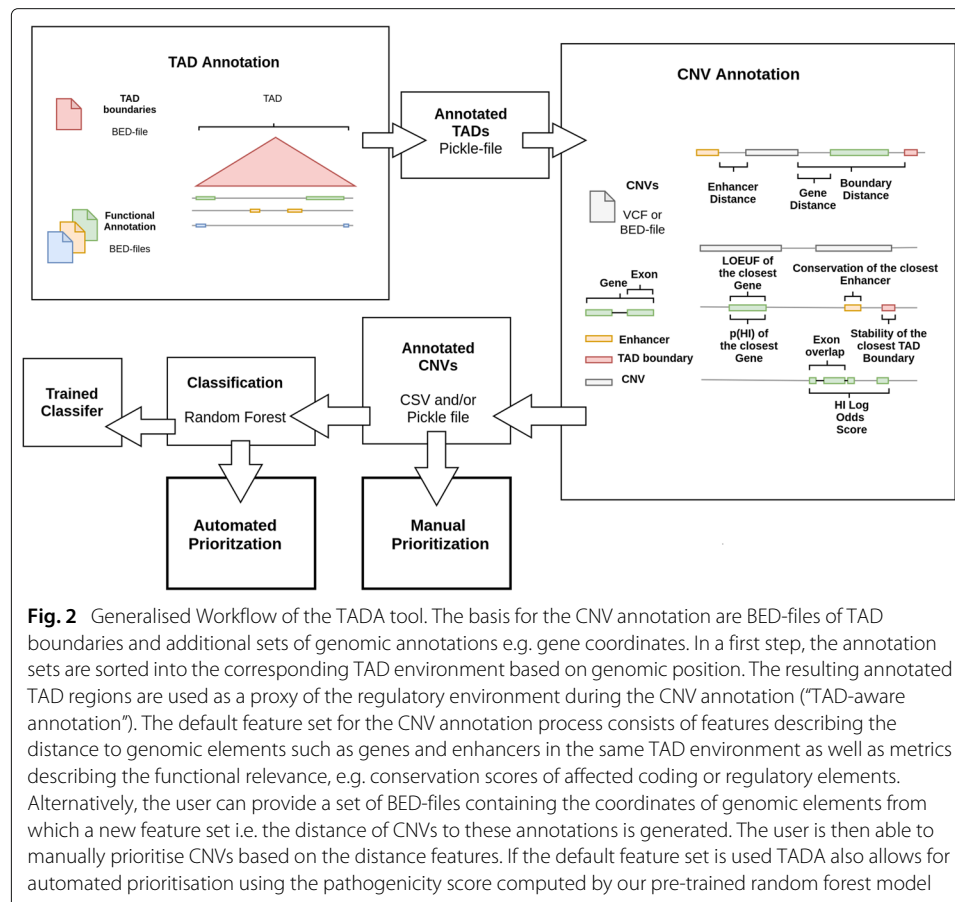 TAD Annotation
TAD
boundaries
BED-file
TAD
Functional
Annotation
BED-files
Annotated
TADs
Pickle-file
CNV Annotation
CNVs
VCF or
BED-file
Enhancer
Distance
Gene
Distance
Boundary
Distance
LOEUF of
the closest
Gene
Conservation of the closest
Enhancer
Exon
Gene
p(HI) of
the closest
Gene
Stability of the
closest TAD
Boundary
Enhancer
TAD boundary
CNV
Exon
overlap
HI Log
Odds
Score
Annotated
CNVs
CSV and/or
Pickle file
Classification
Random Forest
Trained
Classifer
Automated
Prioritzation
Manual
Prioritization
Fig. 2 Generalised Workflow of the TADA tool. The basis for the CNV annotation are BED-files of TAD
boundaries and additional sets of genomic annotations e.g. gene coordinates. In a first step, the annotation
sets are sorted into the corresponding TAD environment based on genomic position. The resulting annotated
TAD regions are used as a proxy of the regulatory environment during the CNV annotation (“TAD-aware
annotation”). The default feature set for the CNV annotation process consists of features describing the
distance to genomic elements such as genes and enhancers in the same TAD environment as well as metrics
describing the functional relevance, e.g. conservation scores of affected coding or regulatory elements.
Alternatively, the user can provide a set of BED-files containing the coordinates of genomic elements from
which a new feature set i.e. the distance of CNVs to these annotations is generated. The user is then able to
manually prioritise CNVs based on the distance features. If the default feature set is used TADA also allows for
automated prioritisation using the pathogenicity score computed by our pre-trained random forest model